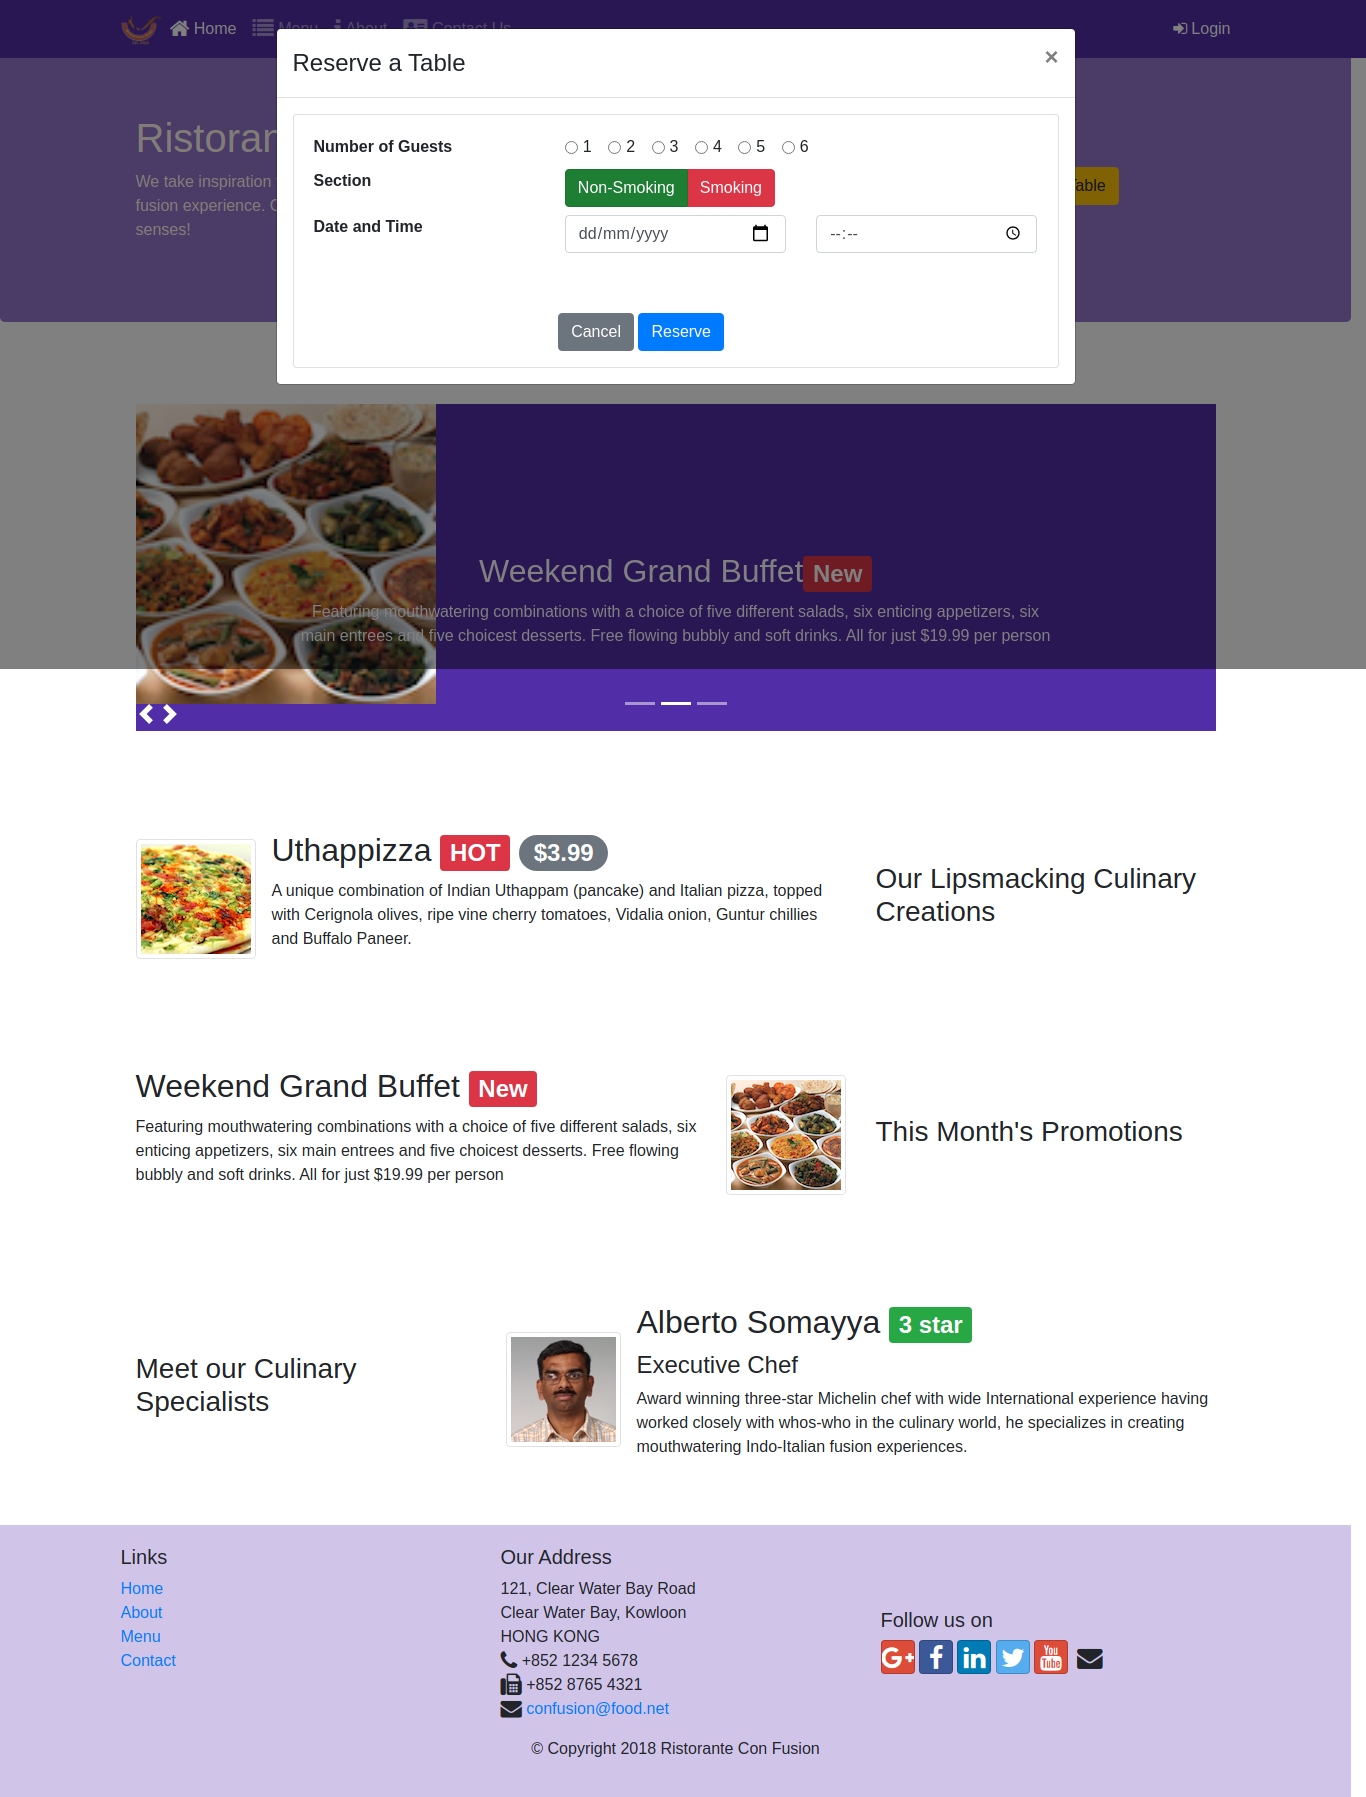 Home Menu About Contact Us Login
Reserve a Table ×
Number of Guests 1 2 3 4 5 6
Section Non-Smoking Smoking
Date and Time dd/mm/yyyy --:--
Cancel Reserve
Ristoran
We take inspiration
fusion experience.
senses!
Table
Weekend Grand Buffet New
Featuring mouthwatering combinations with a choice of five different salads, six enticing appetizers, six
main entrees and five choicest desserts. Free flowing bubbly and soft drinks. All for just $19.99 per person
Uthappizza HOT $3.99
A unique combination of Indian Uthappam (pancake) and Italian pizza, topped
with Cerignola olives, ripe vine cherry tomatoes, Vidalia onion, Guntur chillies
and Buffalo Paneer.
Our Lipsmacking Culinary
Creations
Weekend Grand Buffet New
Featuring mouthwatering combinations with a choice of five different salads, six
enticing appetizers, six main entrees and five choicest desserts. Free flowing
bubbly and soft drinks. All for just $19.99 per person
This Month's Promotions
Meet our Culinary
Specialists
Alberto Somayya 3 star
Executive Chef
Award winning three-star Michelin chef with wide International experience having
worked closely with whos-who in the culinary world, he specializes in creating
mouthwatering Indo-Italian fusion experiences.
Links
Home
About
Menu
Contact
Our Address
121, Clear Water Bay Road
Clear Water Bay, Kowloon
HONG KONG
+852 1234 5678
+852 8765 4321
confusion@food.net
Follow us on
G+ f in You Tube
© Copyright 2018 Ristorante Con Fusion